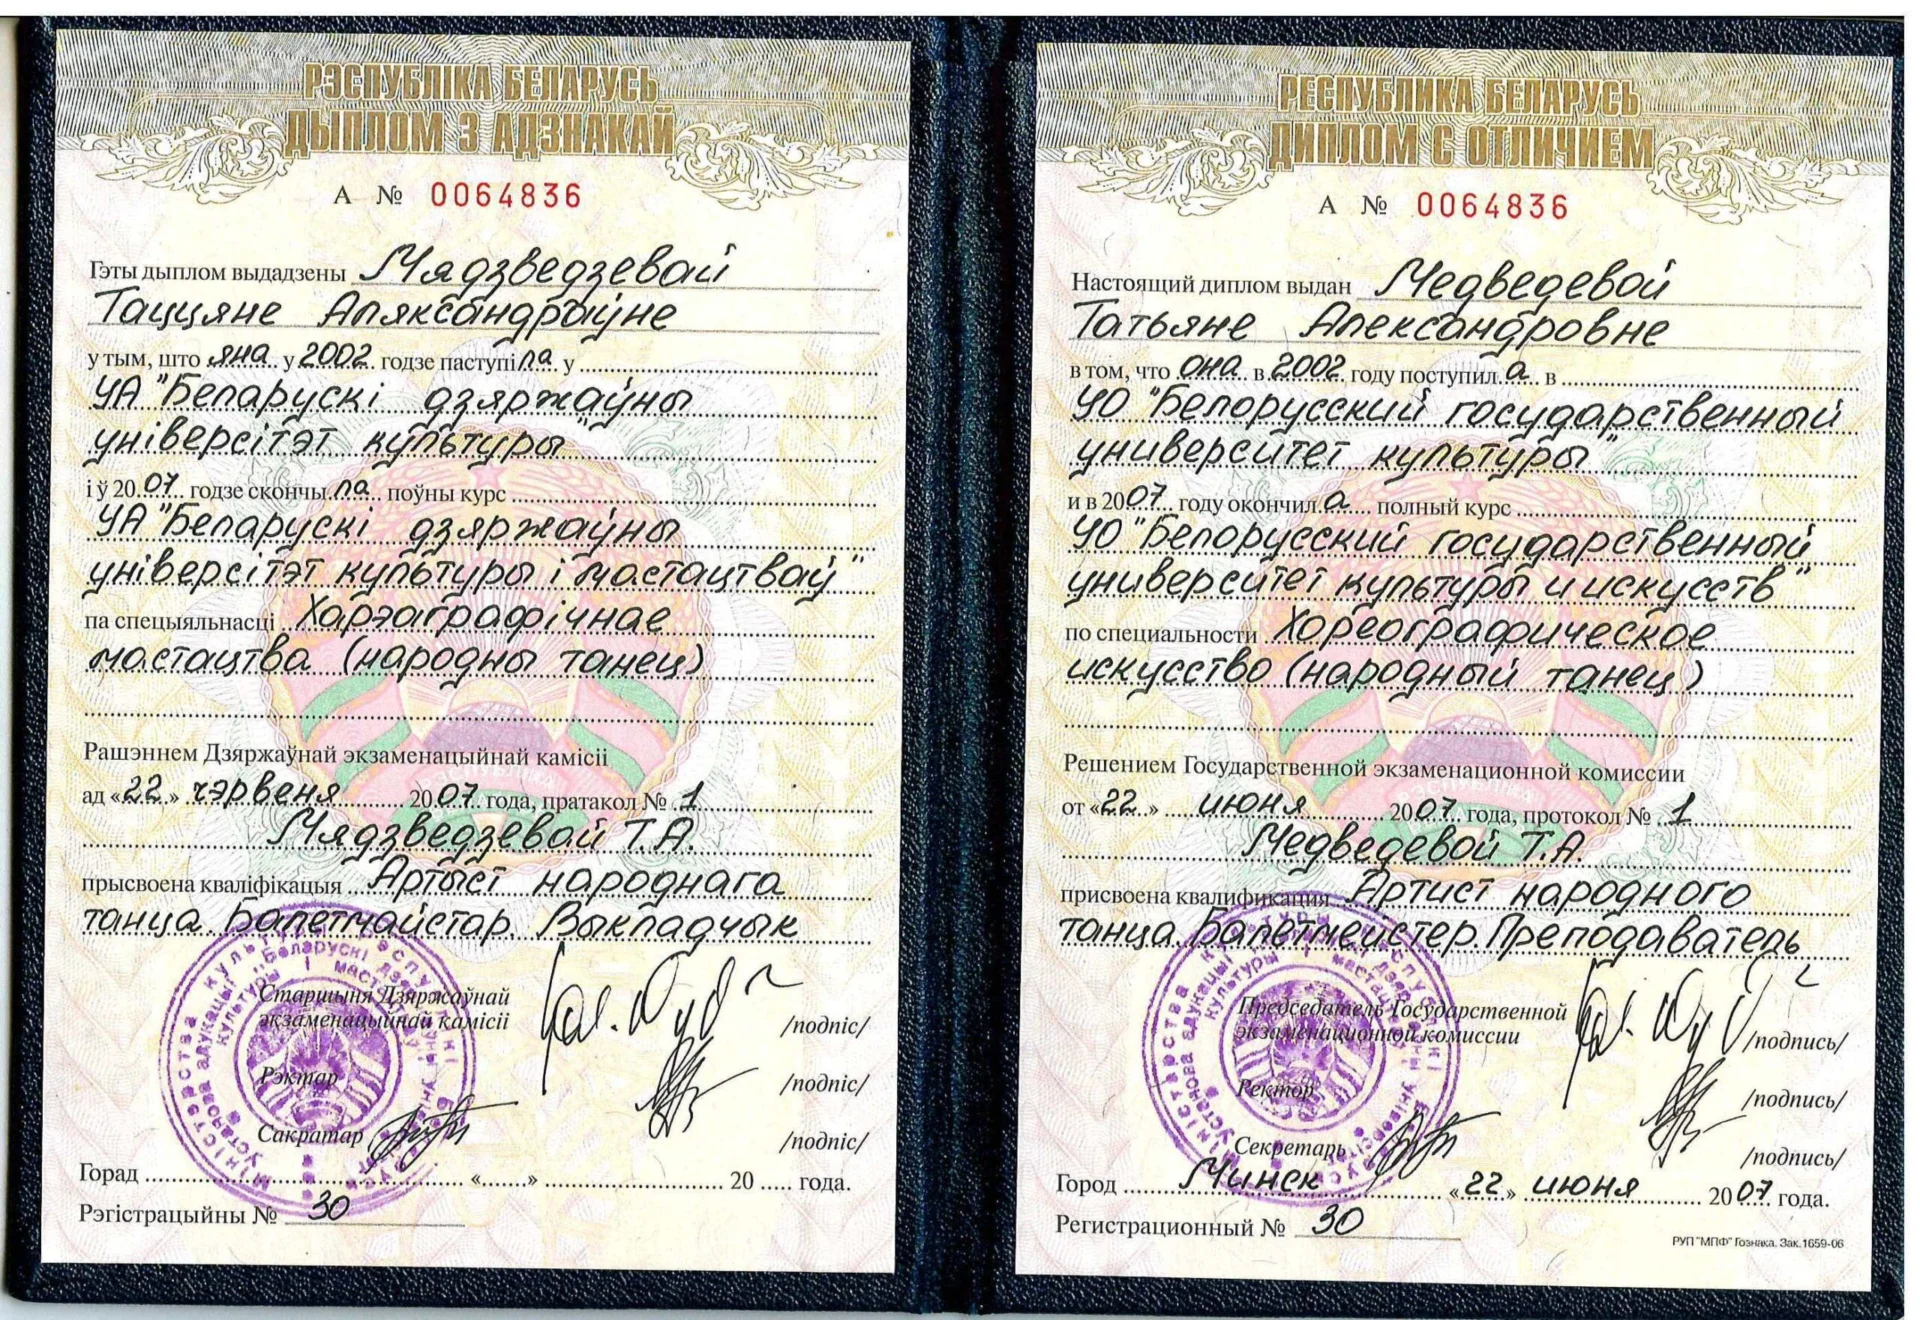 РЭСПУБЛІКА БЕЛАРУСЬ
ДЫПЛОМ З АДЗНАКАЙ
А № 0064836
Гэты дыплом выдадзены Мядзведзевай
Таццяне Аляксандраўне
у тым, што яна у 2002 годзе паступіла у
УА "Беларускі дзяржаўны
універсітэт культуры"
і ў 2007 годзе скончыла поўны курс
УА "Беларускі дзяржаўны
універсітэт культуры і мастацтваў"
па спецыяльнасці Харэаграфічнае
мастацтва (народны танец)
Рашэннем Дзяржаўнай экзаменацыйнай камісіі
ад «22» чэрвеня 2007 года, пратакол № 1
Мядзведзевай Т.А.
прысвоена кваліфікацыя Артыст народнага
танца. Балетмайстар. Выкладчык
Старшыня Дзяржаўнай
экзаменацыйнай камісіі /подпіс/
Рэктар /подпіс/
Сакратар /подпіс/
Горад «» 20 года.
Рэгістрацыйны № 30
РЕСПУБЛИКА БЕЛАРУСЬ
ДИПЛОМ С ОТЛИЧИЕМ
А № 0064836
Настоящий диплом выдан Медведевой
Татьяне Александровне
в том, что она в 2002 году поступила в
УО "Белорусский государственный
университет культуры"
и в 2007 году окончила полный курс
УО "Белорусский государственный
университет культуры и искусств"
по специальности Хореографическое
искусство (народный танец)
Решением Государственной экзаменационной комиссии
от «22» июня 2007 года, протокол № 1
Медведевой Т.А.
присвоена квалификация Артист народного
танца. Балетмейстер. Преподаватель
Председатель Государственной
экзаменационной комиссии /подпись/
Ректор /подпись/
Секретарь /подпись/
Город Минск «22» июня 2007 года.
Регистрационный № 30
РУП "МПФ" Гознака. Зак. 1659-06